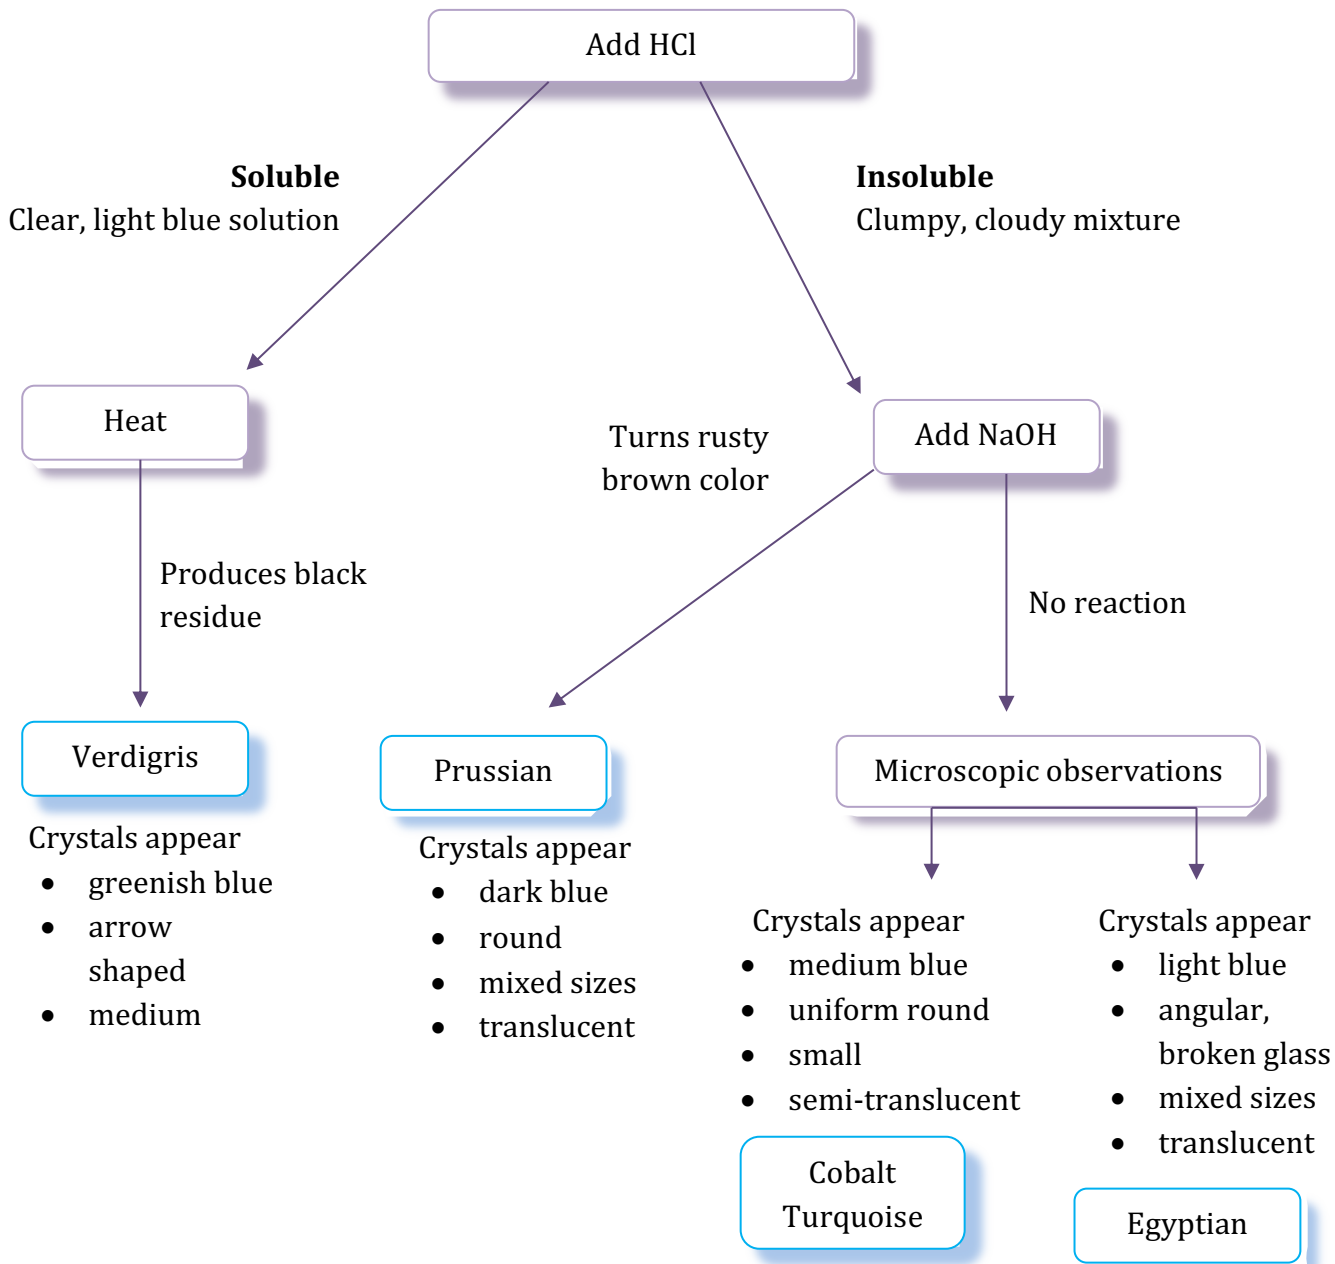 Add HCl
Soluble
Clear, light blue solution
Insoluble
Clumpy, cloudy mixture
Heat
Turns rusty
brown color
Add NaOH
Produces black
residue
No reaction
Verdigris
Crystals appear
• greenish blue
• arrow
shaped
• medium
Prussian
Crystals appear
• dark blue
• round
• mixed sizes
• translucent
Microscopic observations
Crystals appear
• medium blue
• uniform round
• small
• semi-translucent
Cobalt
Turquoise
Crystals appear
• light blue
• angular,
broken glass
• mixed sizes
• translucent
Egyptian